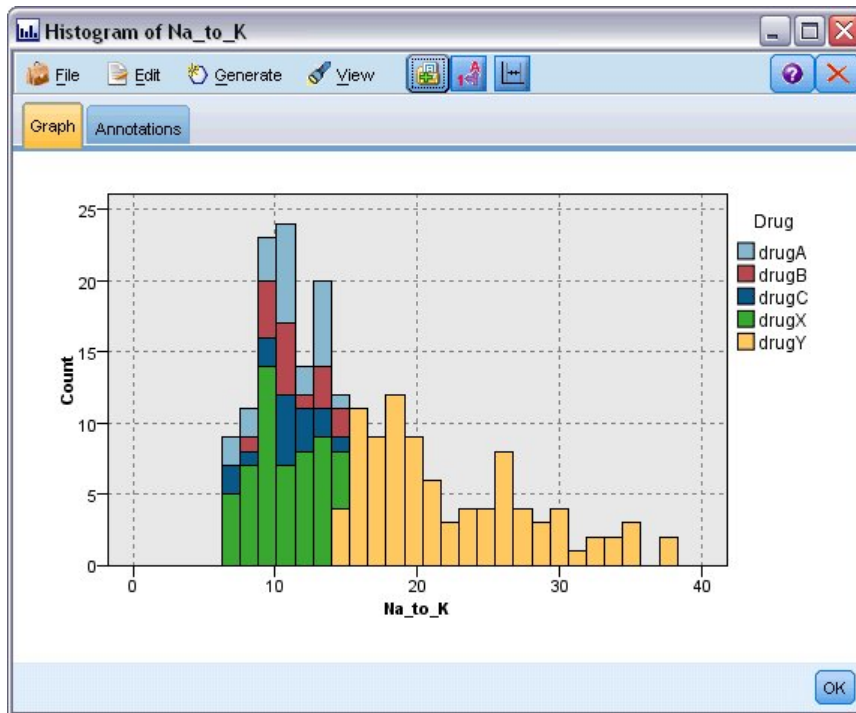 Histogram of Na_to_K
File Edit Generate View
Graph Annotations
25
20
15
10
5
0
Count
0 10 20 30 40
Na_to_K
Drug
drugA
drugB
drugC
drugX
drugY
OK